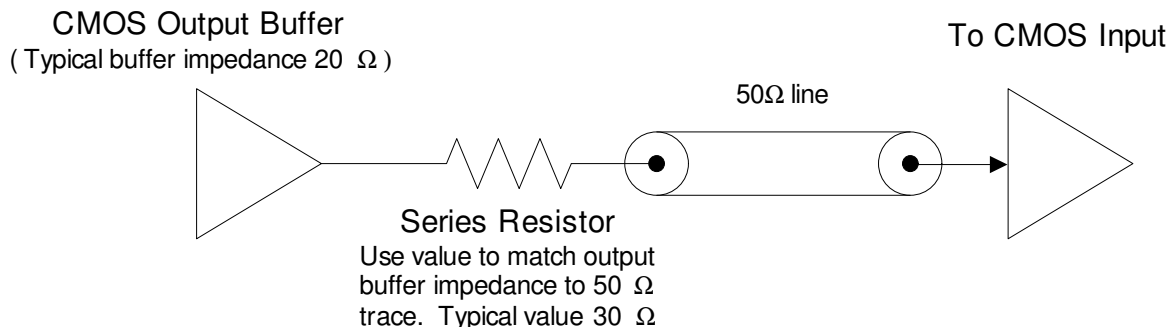 CMOS Output Buffer
( Typical buffer impedance 20 Ω )
To CMOS Input
50Ω line
Series Resistor
Use value to match output
buffer impedance to 50 Ω
trace. Typical value 30 Ω